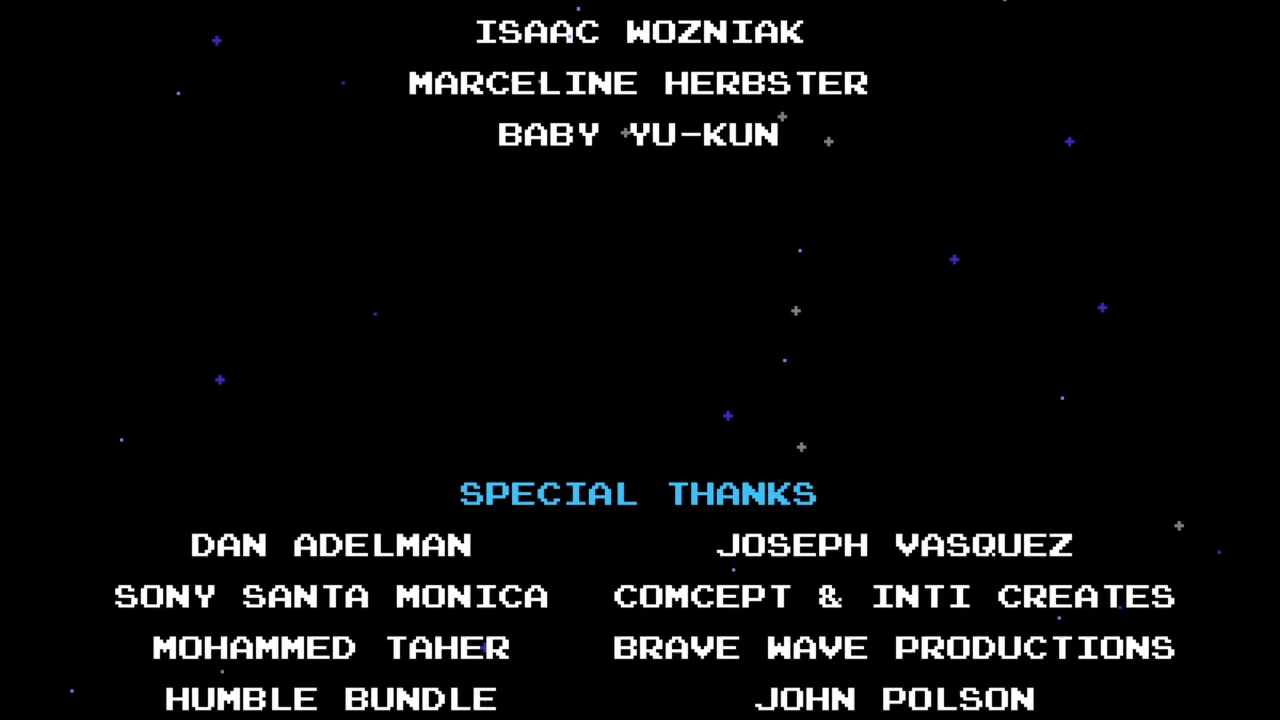 ISAAC WOZNIAK
MARCELINE HERBSTER
BABY YU-KUN
SPECIAL THANKS
DAN ADELMAN JOSEPH VASQUEZ
SONY SANTA MONICA COMCEPT & INTI CREATES
MOHAMMED TAHER BRAVE WAVE PRODUCTIONS
HUMBLE BUNDLE JOHN POLSON